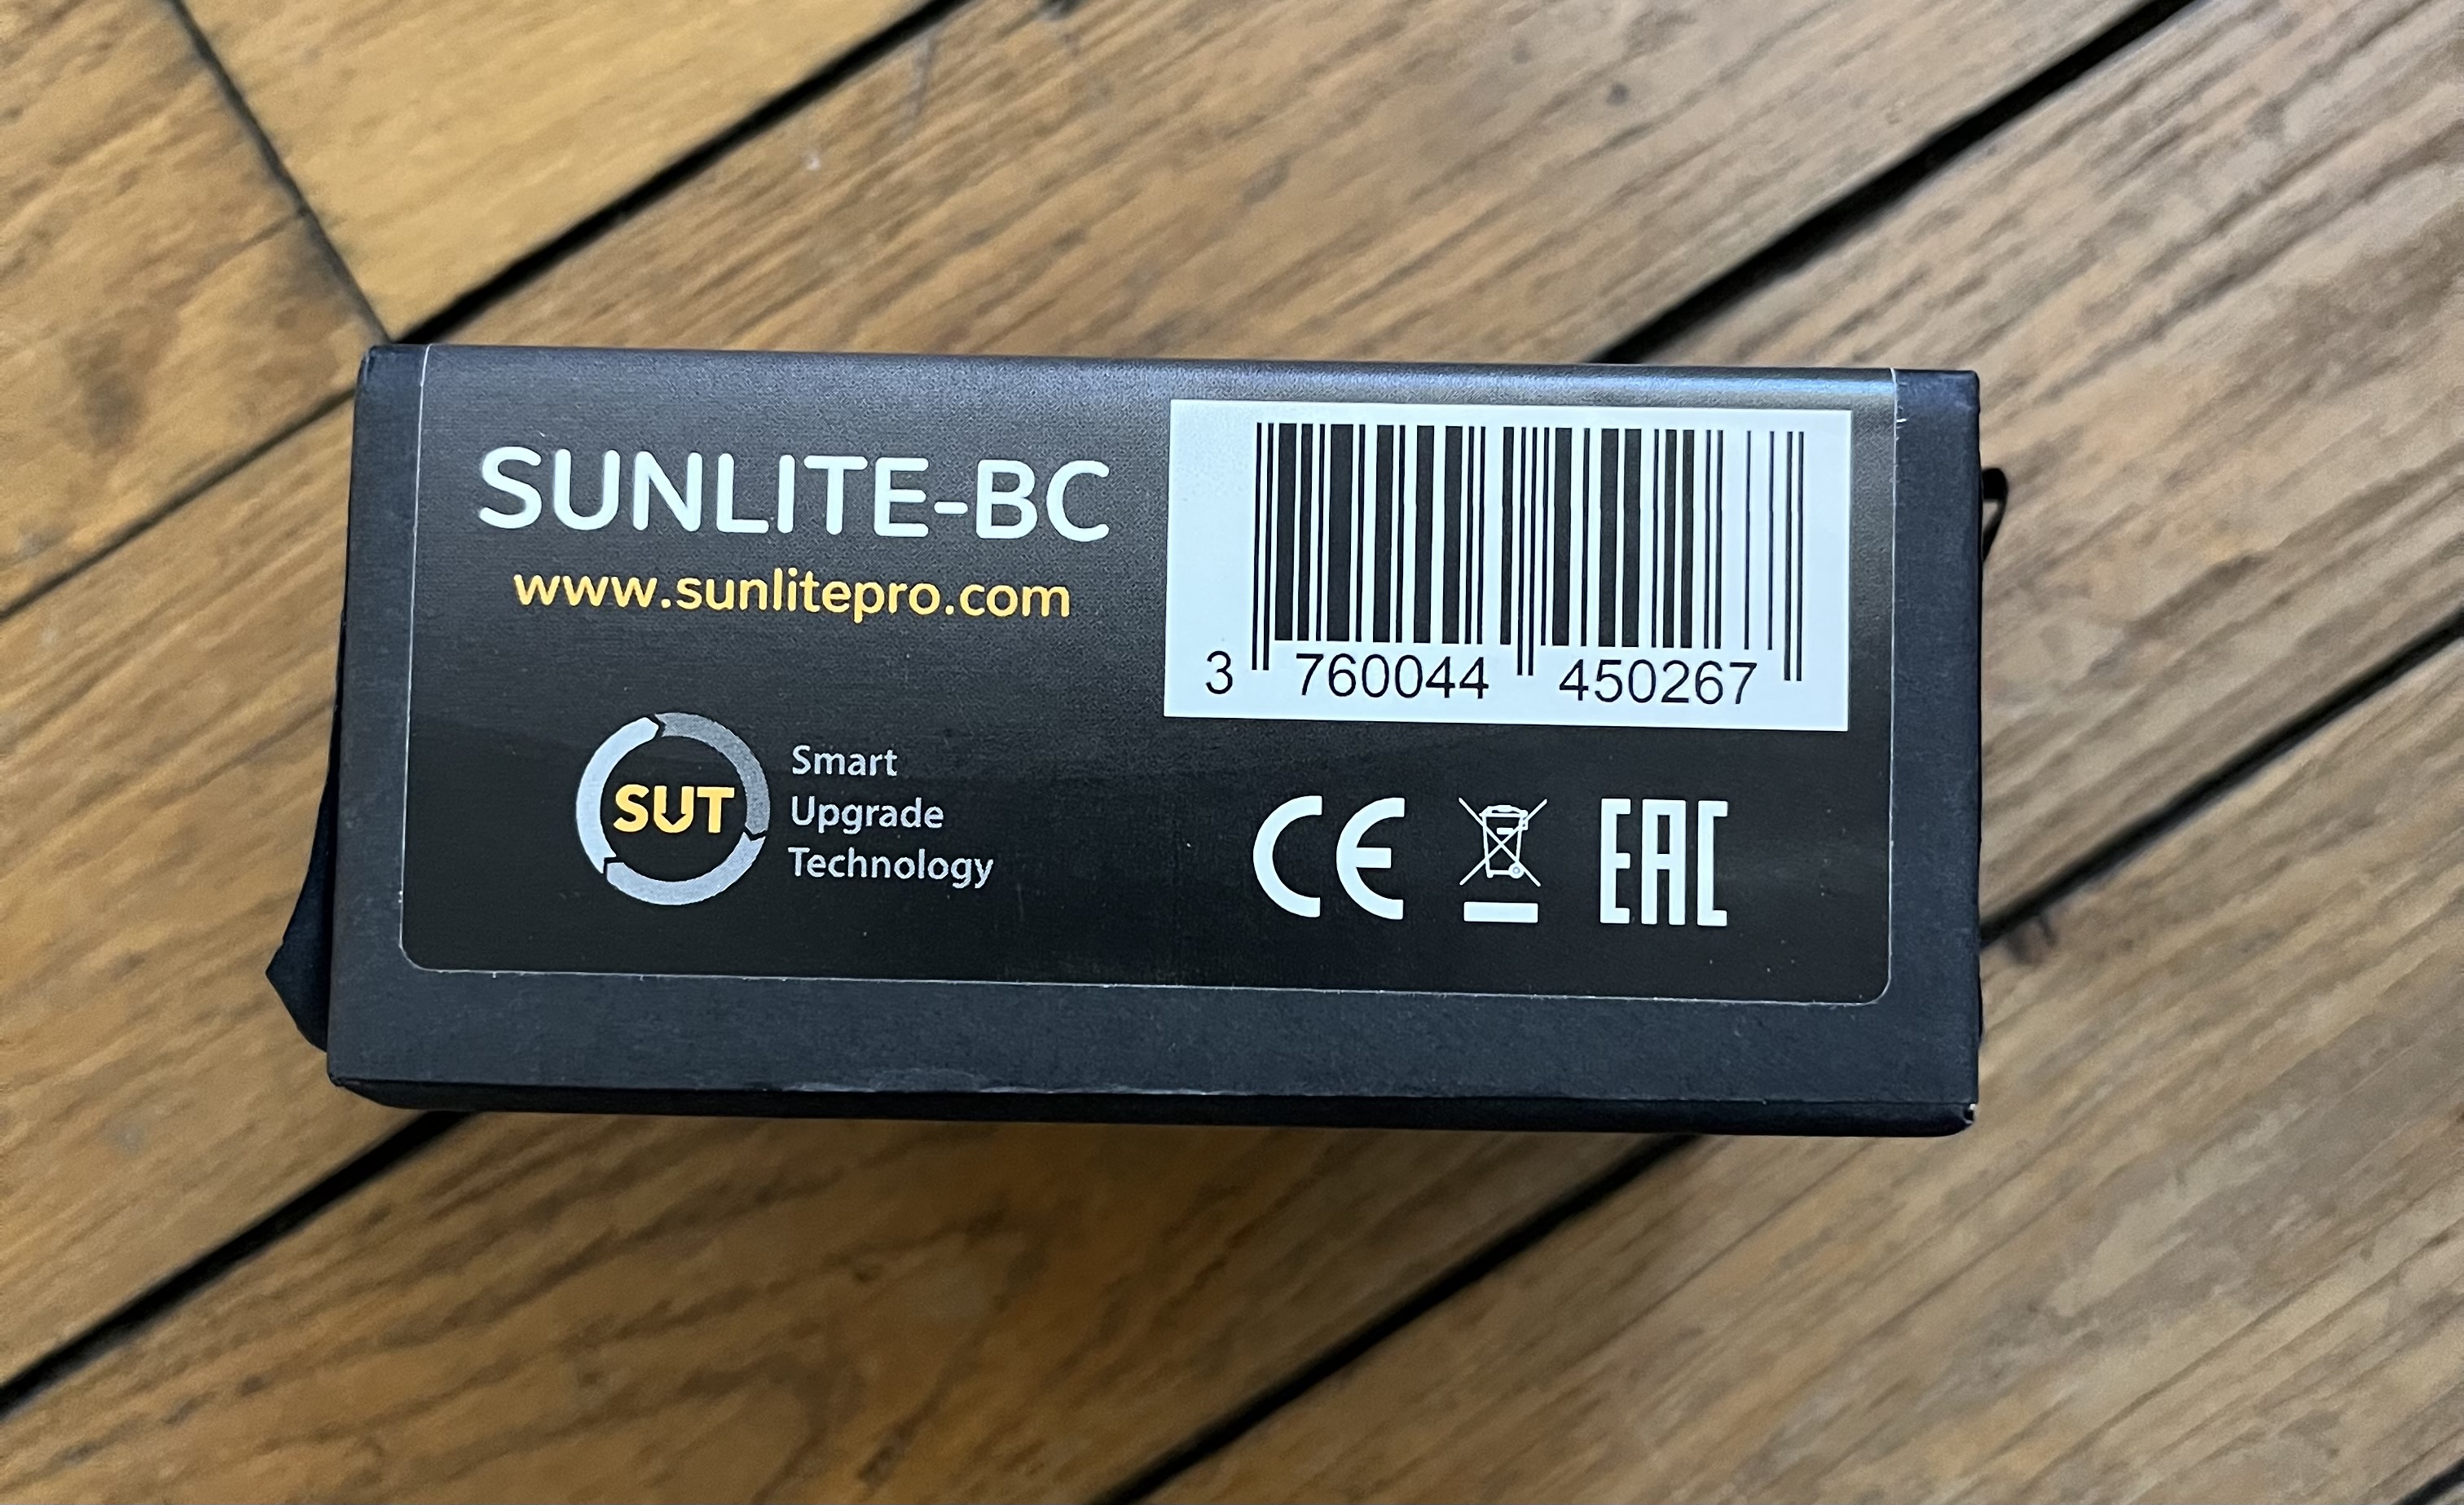 SUNLITE-BC
www.sunlitepro.com
3 760044 450267
SUT
Smart
Upgrade
Technology
CE
EAC